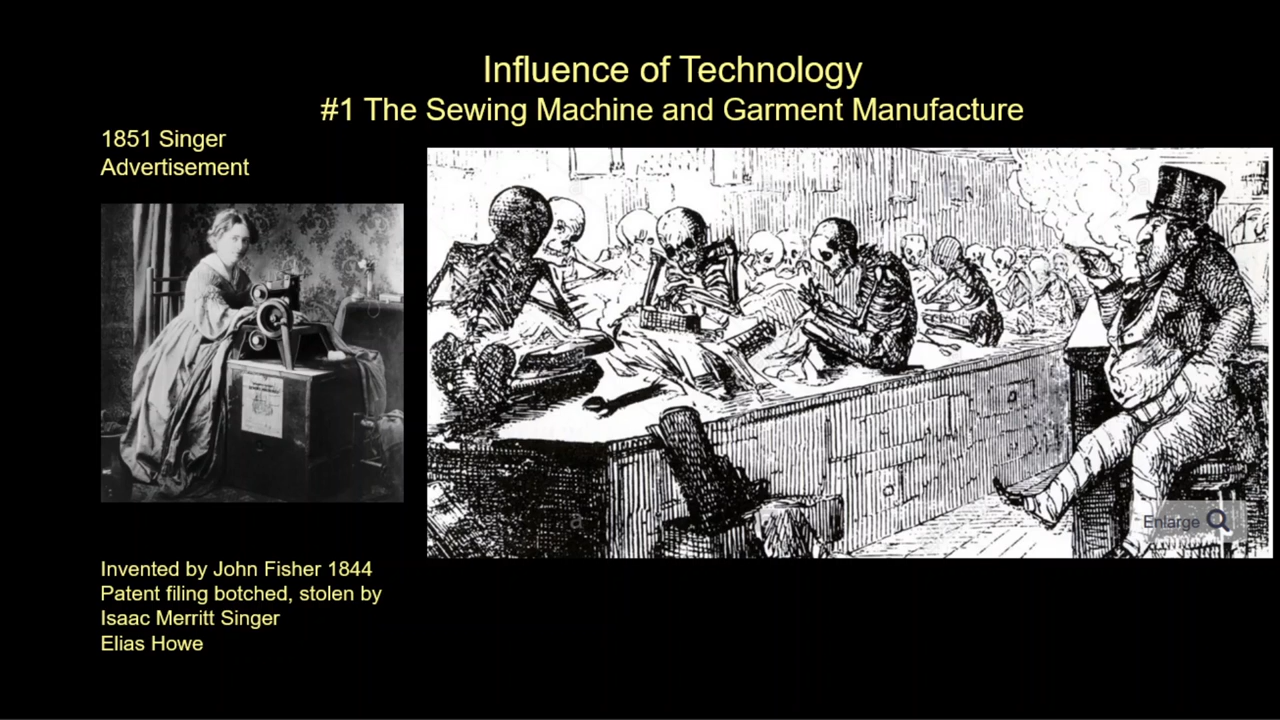 Influence of Technology
#1 The Sewing Machine and Garment Manufacture
1851 Singer
Advertisement
Enlarge
Invented by John Fisher 1844
Patent filing botched, stolen by
Isaac Merritt Singer
Elias Howe